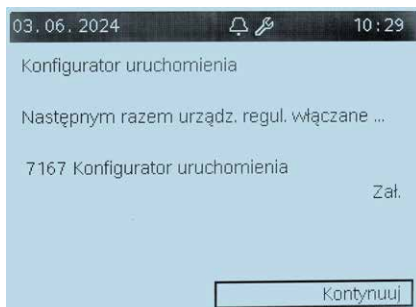 03.06.2024 10:29
Konfigurator uruchomienia
Następnym razem urządz. regul. włączane ...
7167 Konfigurator uruchomienia
Zał.
Kontynuuj